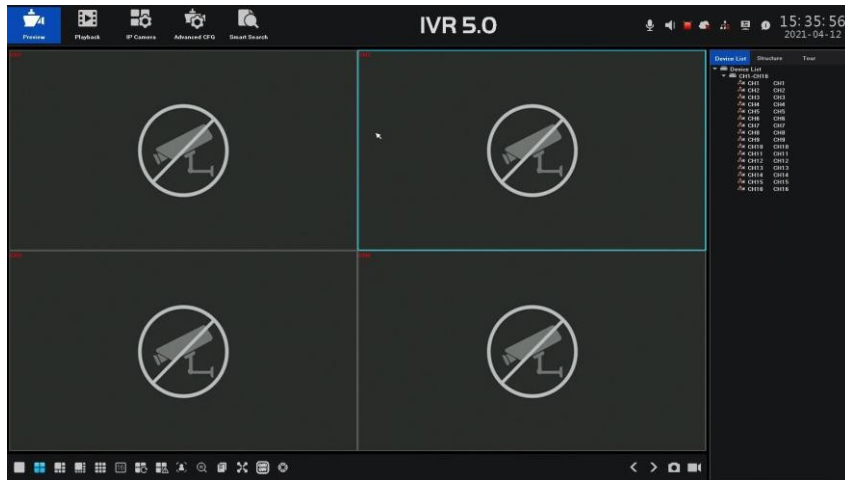 IVR 5.0
15:35:56
2021-04-12
Preview
Playback
IP Camera
Advanced CFG
Smart Search
Device List Structure Tour
Device List
CH1-CH16
CH1 CH1
CH2 CH2
CH3 CH3
CH4 CH4
CH5 CH5
CH6 CH6
CH7 CH7
CH8 CH8
CH9 CH9
CH10 CH10
CH11 CH11
CH12 CH12
CH13 CH13
CH14 CH14
CH15 CH15
CH16 CH16